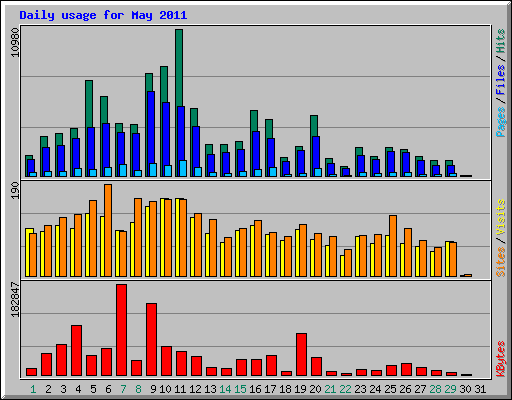 Daily usage for May 2011
10980
Pages / Files / Hits
190
Sites / Visits
182847
KBytes
1 2 3 4 5 6 7 8 9 10 11 12 13 14 15 16 17 18 19 20 21 22 23 24 25 26 27 28 29 30 31